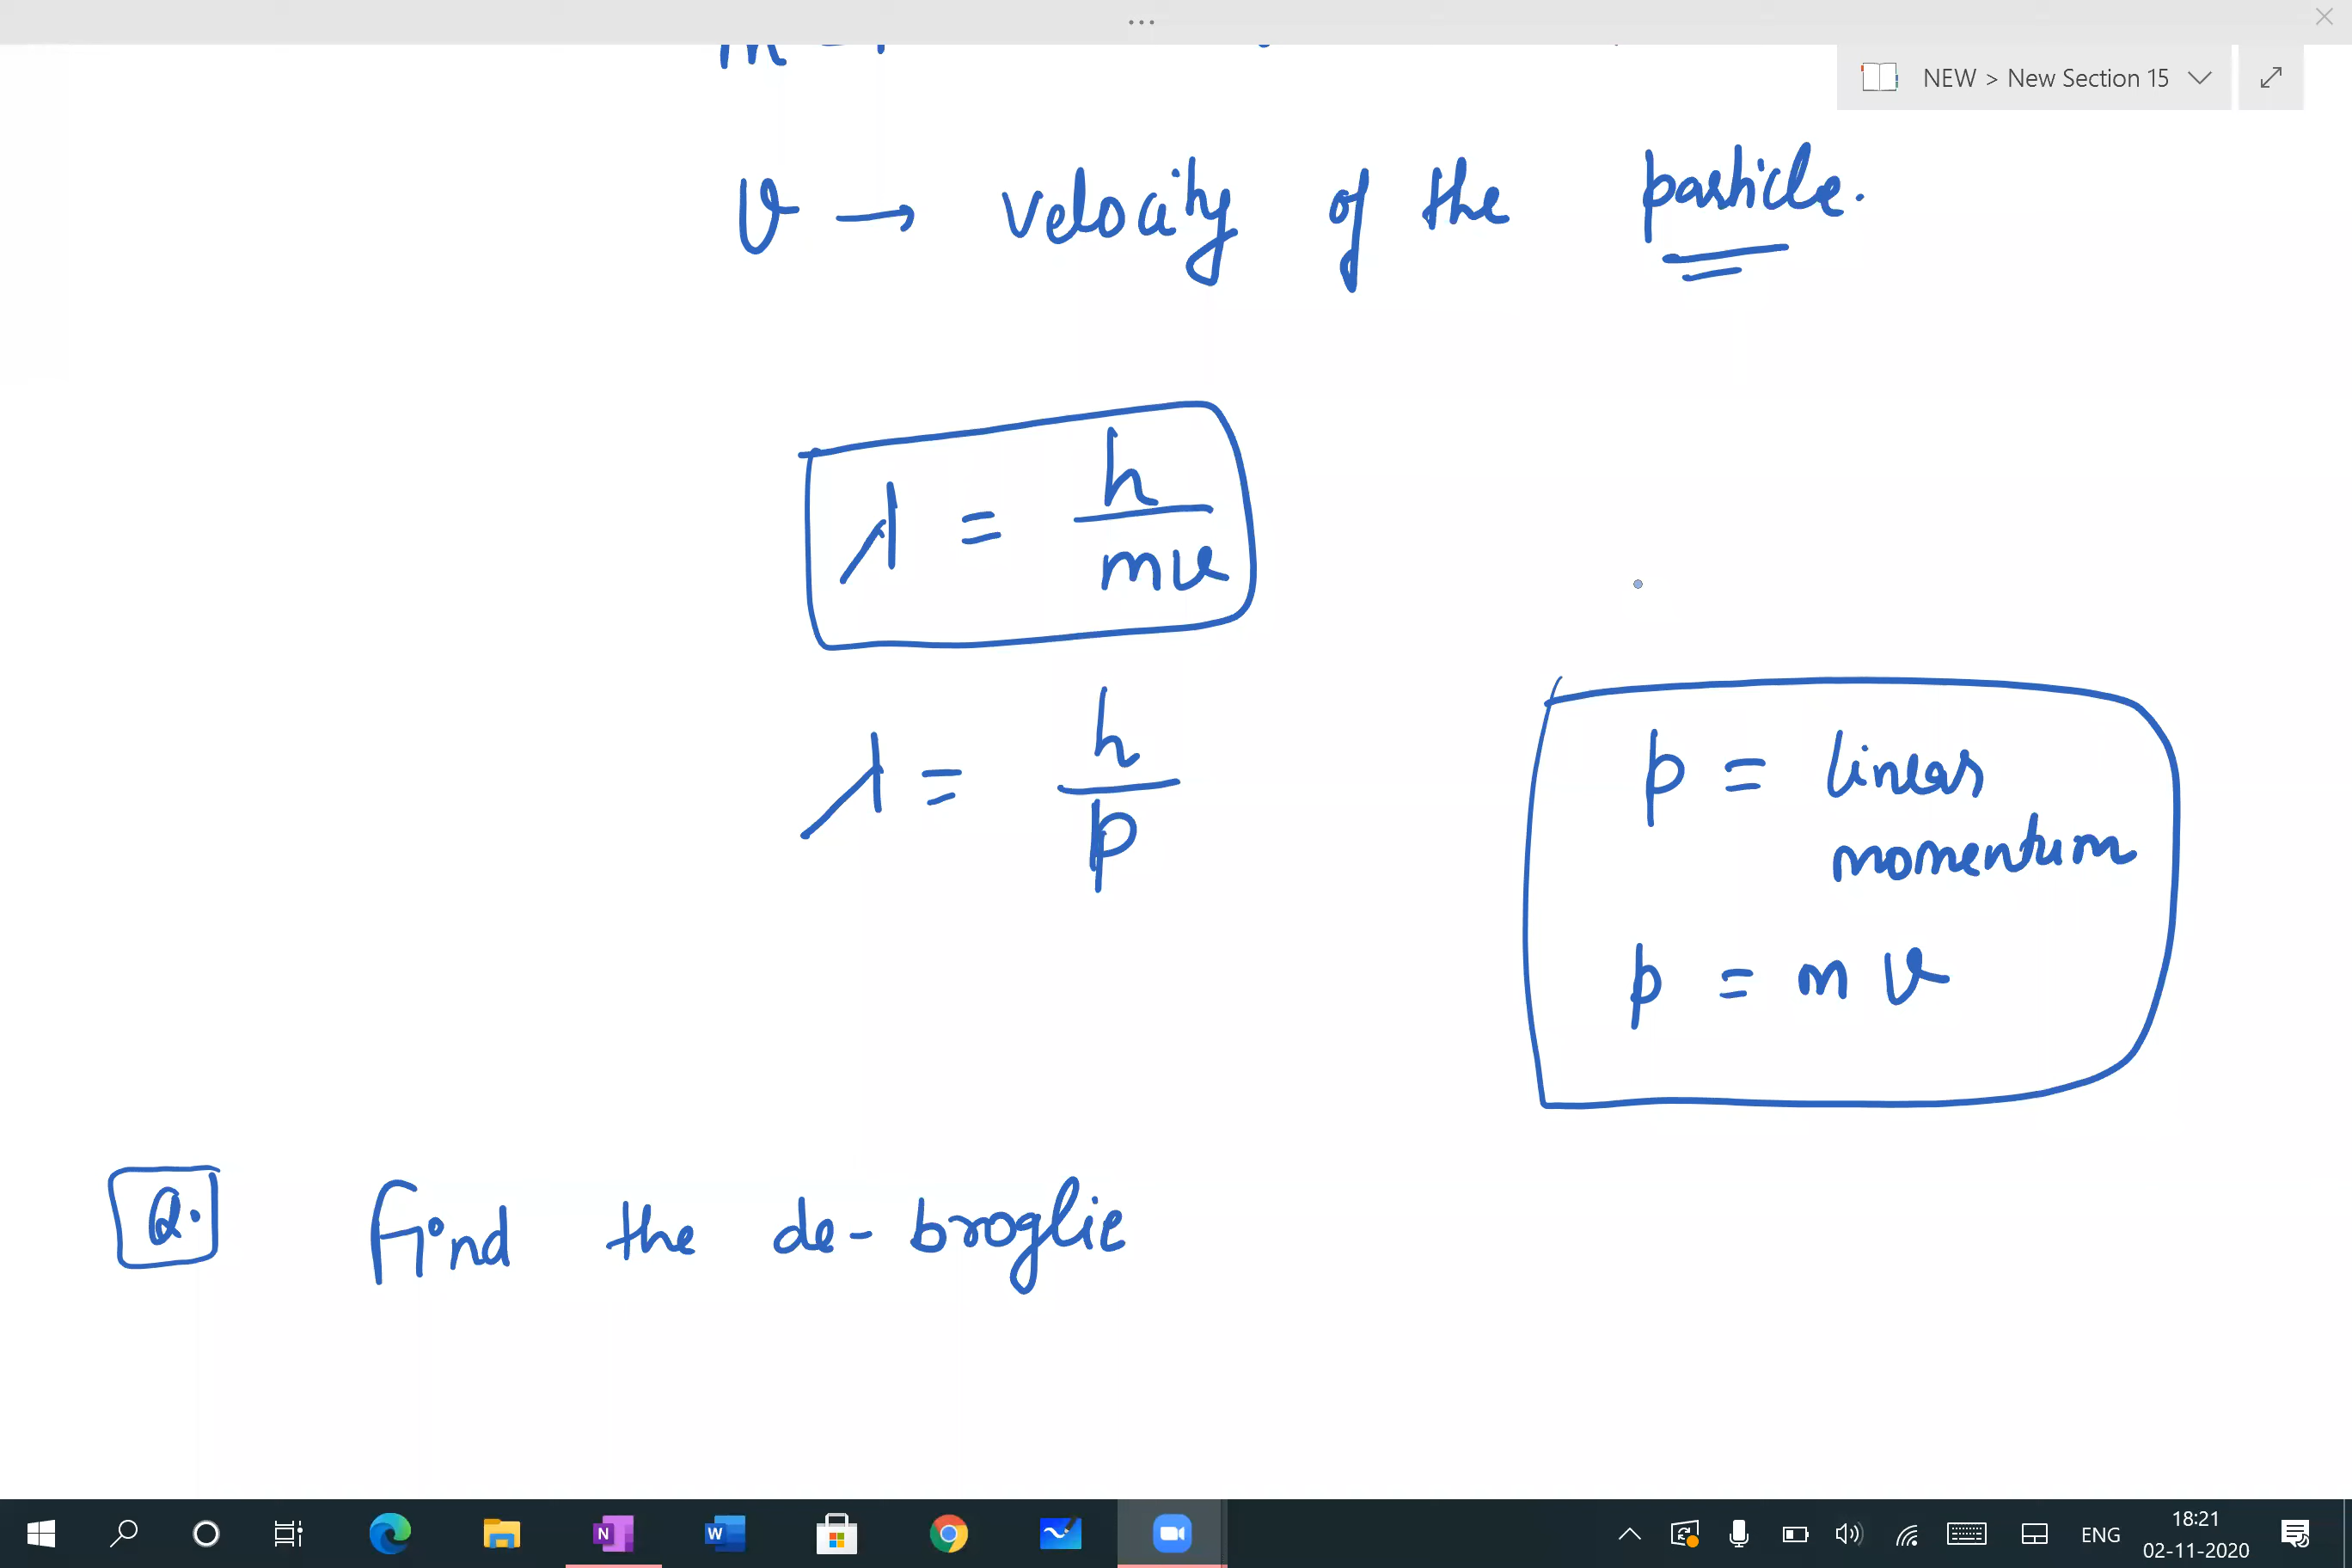 ...
NEW > New Section 15
v → velocity of the particle.
λ = h/mv
λ = h/p
p = linear
momentum
p = mv
Q. Find the de-broglie
N
W
ENG
18:21
02-11-2020